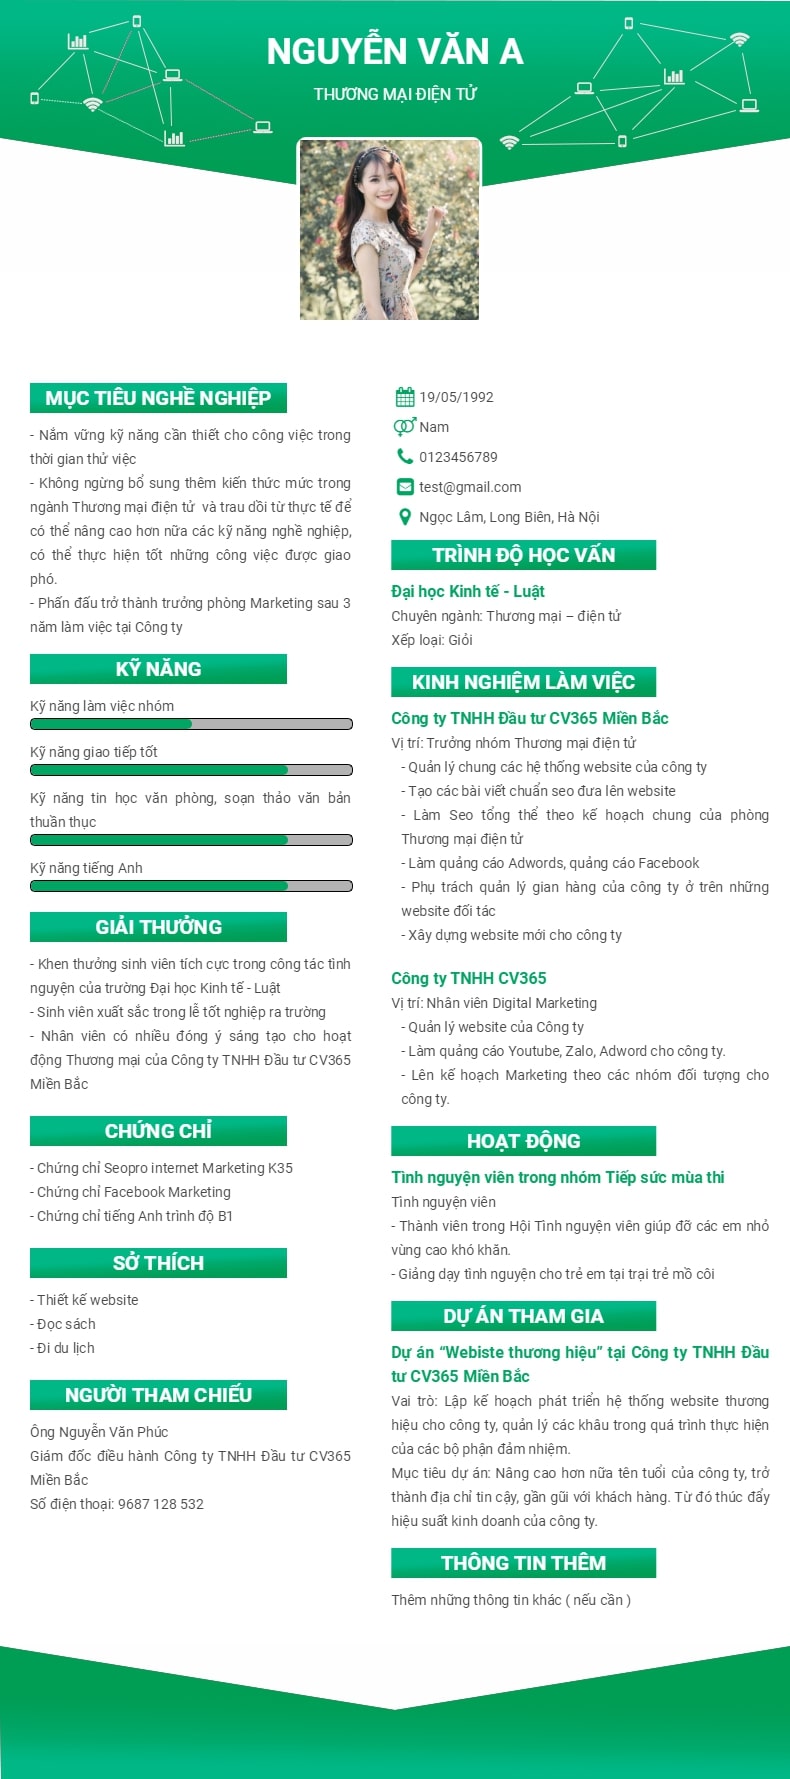 NGUYỄN VĂN A
THƯƠNG MẠI ĐIỆN TỬ
MỤC TIÊU NGHỀ NGHIỆP
- Nắm vững kỹ năng cần thiết cho công việc trong
thời gian thử việc
- Không ngừng bổ sung thêm kiến thức mức trong
ngành Thương mại điện tử và trau dồi từ thực tế để
có thể nâng cao hơn nữa các kỹ năng nghề nghiệp,
có thể thực hiện tốt những công việc được giao
phó.
- Phấn đấu trở thành trưởng phòng Marketing sau 3
năm làm việc tại Công ty
KỸ NĂNG
Kỹ năng làm việc nhóm
Kỹ năng giao tiếp tốt
Kỹ năng tin học văn phòng, soạn thảo văn bản
thuần thục
Kỹ năng tiếng Anh
GIẢI THƯỞNG
- Khen thưởng sinh viên tích cực trong công tác tình
nguyện của trường Đại học Kinh tế - Luật
- Sinh viên xuất sắc trong lễ tốt nghiệp ra trường
- Nhân viên có nhiều đóng ý sáng tạo cho hoạt
động Thương mại của Công ty TNHH Đầu tư CV365
Miền Bắc
CHỨNG CHỈ
- Chứng chỉ Seopro internet Marketing K35
- Chứng chỉ Facebook Marketing
- Chứng chỉ tiếng Anh trình độ B1
SỞ THÍCH
- Thiết kế website
- Đọc sách
- Đi du lịch
NGƯỜI THAM CHIẾU
Ông Nguyễn Văn Phúc
Giám đốc điều hành Công ty TNHH Đầu tư CV365
Miền Bắc
Số điện thoại: 9687 128 532
19/05/1992
Nam
0123456789
test@gmail.com
Ngọc Lâm, Long Biên, Hà Nội
TRÌNH ĐỘ HỌC VẤN
Đại học Kinh tế - Luật
Chuyên ngành: Thương mại – điện tử
Xếp loại: Giỏi
KINH NGHIỆM LÀM VIỆC
Công ty TNHH Đầu tư CV365 Miền Bắc
Vị trí: Trưởng nhóm Thương mại điện tử
- Quản lý chung các hệ thống website của công ty
- Tạo các bài viết chuẩn seo đưa lên website
- Làm Seo tổng thể theo kế hoạch chung của phòng
Thương mại điện tử
- Làm quảng cáo Adwords, quảng cáo Facebook
- Phụ trách quản lý gian hàng của công ty ở trên những
website đối tác
- Xây dựng website mới cho công ty
Công ty TNHH CV365
Vị trí: Nhân viên Digital Marketing
- Quản lý website của Công ty
- Làm quảng cáo Youtube, Zalo, Adword cho công ty.
- Lên kế hoạch Marketing theo các nhóm đối tượng cho
công ty.
HOẠT ĐỘNG
Tình nguyện viên trong nhóm Tiếp sức mùa thi
Tình nguyện viên
- Thành viên trong Hội Tình nguyện viên giúp đỡ các em nhỏ
vùng cao khó khăn.
- Giảng dạy tình nguyện cho trẻ em tại trại trẻ mồ côi
DỰ ÁN THAM GIA
Dự án “Webiste thương hiệu” tại Công ty TNHH Đầu
tư CV365 Miền Bắc
Vai trò: Lập kế hoạch phát triển hệ thống website thương
hiệu cho công ty, quản lý các khâu trong quá trình thực hiện
của các bộ phận đảm nhiệm.
Mục tiêu dự án: Nâng cao hơn nữa tên tuổi của công ty, trở
thành địa chỉ tin cậy, gần gũi với khách hàng. Từ đó thúc đẩy
hiệu suất kinh doanh của công ty.
THÔNG TIN THÊM
Thêm những thông tin khác ( nếu cần )